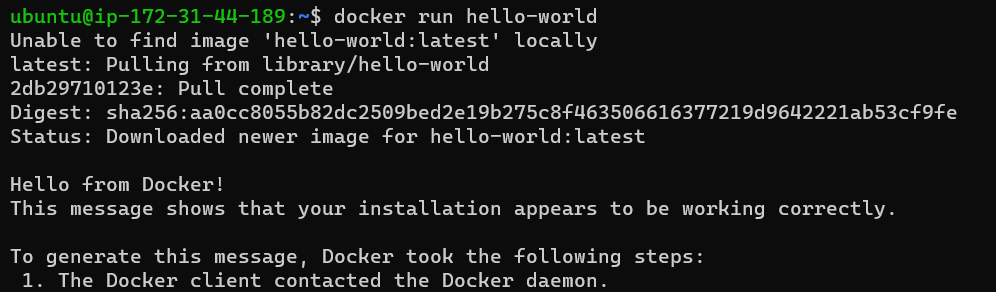 ubuntu@ip-172-31-44-189:~$ docker run hello-world
Unable to find image 'hello-world:latest' locally
latest: Pulling from library/hello-world
2db29710123e: Pull complete
Digest: sha256:aa0cc8055b82dc2509bed2e19b275c8f463506616377219d9642221ab53cf9fe
Status: Downloaded newer image for hello-world:latest
Hello from Docker!
This message shows that your installation appears to be working correctly.
To generate this message, Docker took the following steps:
1. The Docker client contacted the Docker daemon.